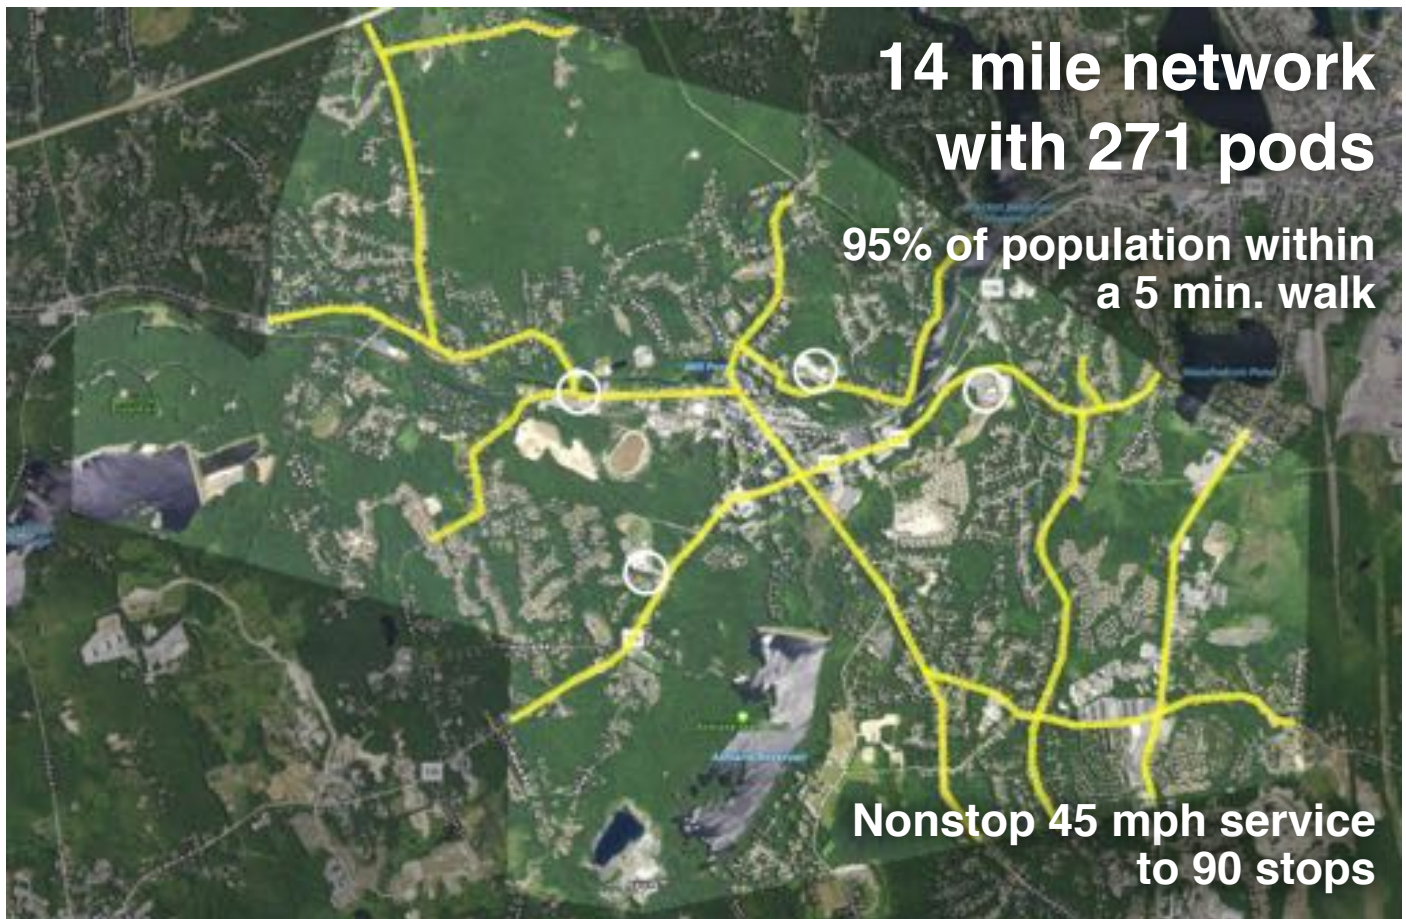 14 mile network
with 271 pods
95% of population within
a 5 min. walk
Nonstop 45 mph service
to 90 stops